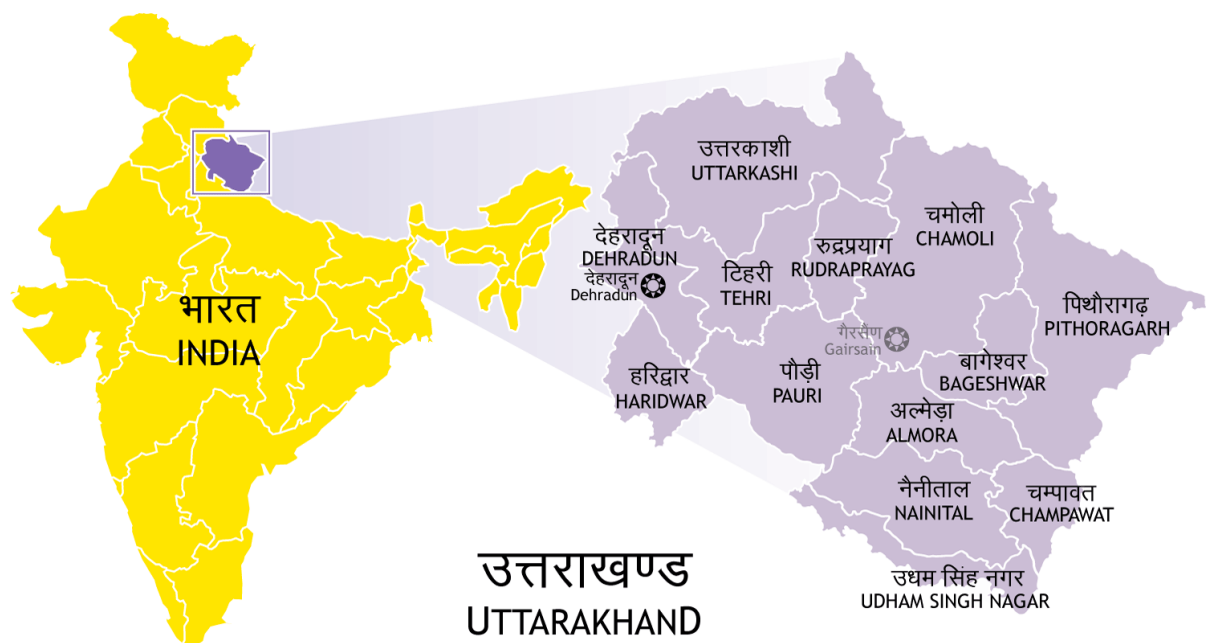 भारत
INDIA
उत्तराखण्ड
UTTARAKHAND
उत्तरकाशी
UTTARKASHI
चमोली
CHAMOLI
देहरादून
DEHRADUN
देहरादून
Dehradun
टिहरी
TEHRI
रुद्रप्रयाग
RUDRAPRAYAG
पिथौरागढ़
PITHORAGARH
गैरसैण
Gairsain
हरिद्वार
HARIDWAR
पौड़ी
PAURI
बागेश्वर
BAGESHWAR
अल्मेड़ा
ALMORA
नैनीताल
NAINITAL
चम्पावत
CHAMPAWAT
उधम सिंह नगर
UDHAM SINGH NAGAR